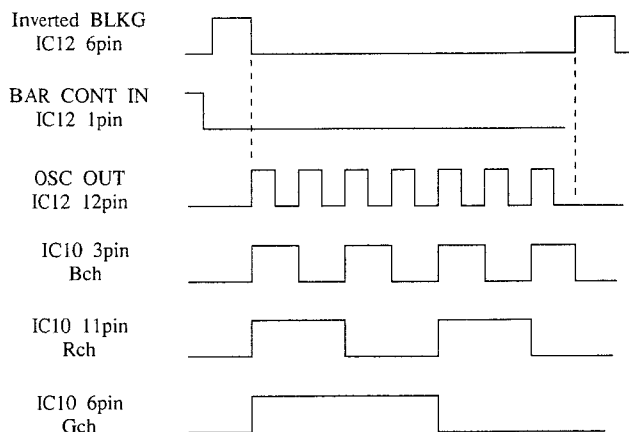 Inverted BLKG
IC12 6pin
BAR CONT IN
IC12 1pin
OSC OUT
IC12 12pin
IC10 3pin
Bch
IC10 11pin
Rch
IC10 6pin
Gch